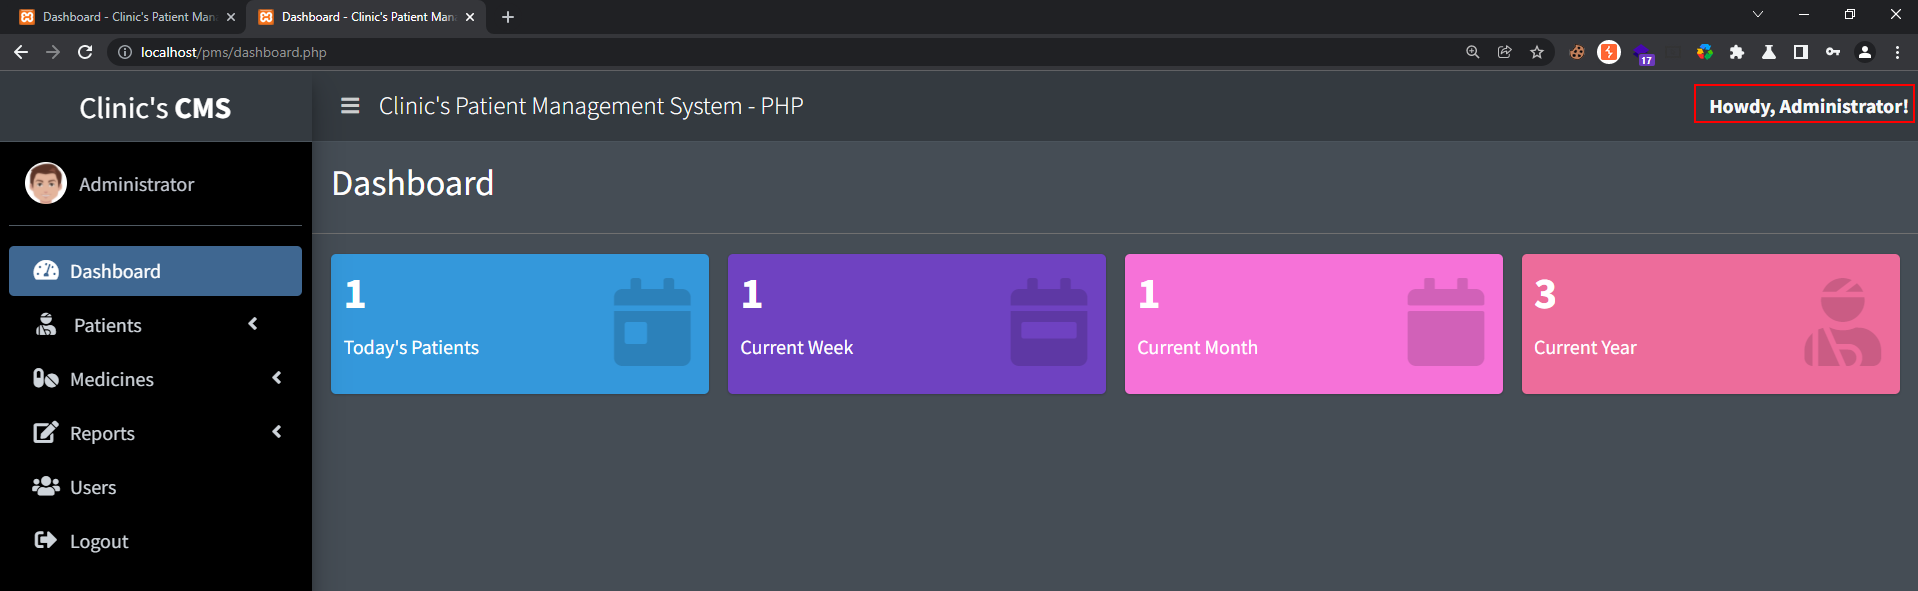 Dashboard - Clinic's Patient Man
Dashboard - Clinic's Patient Man
localhost/pms/dashboard.php
17
Clinic's CMS
Clinic's Patient Management System - PHP
Howdy, Administrator!
Administrator
Dashboard
Patients
Medicines
Reports
Users
Logout
Dashboard
1
Today's Patients
1
Current Week
1
Current Month
3
Current Year